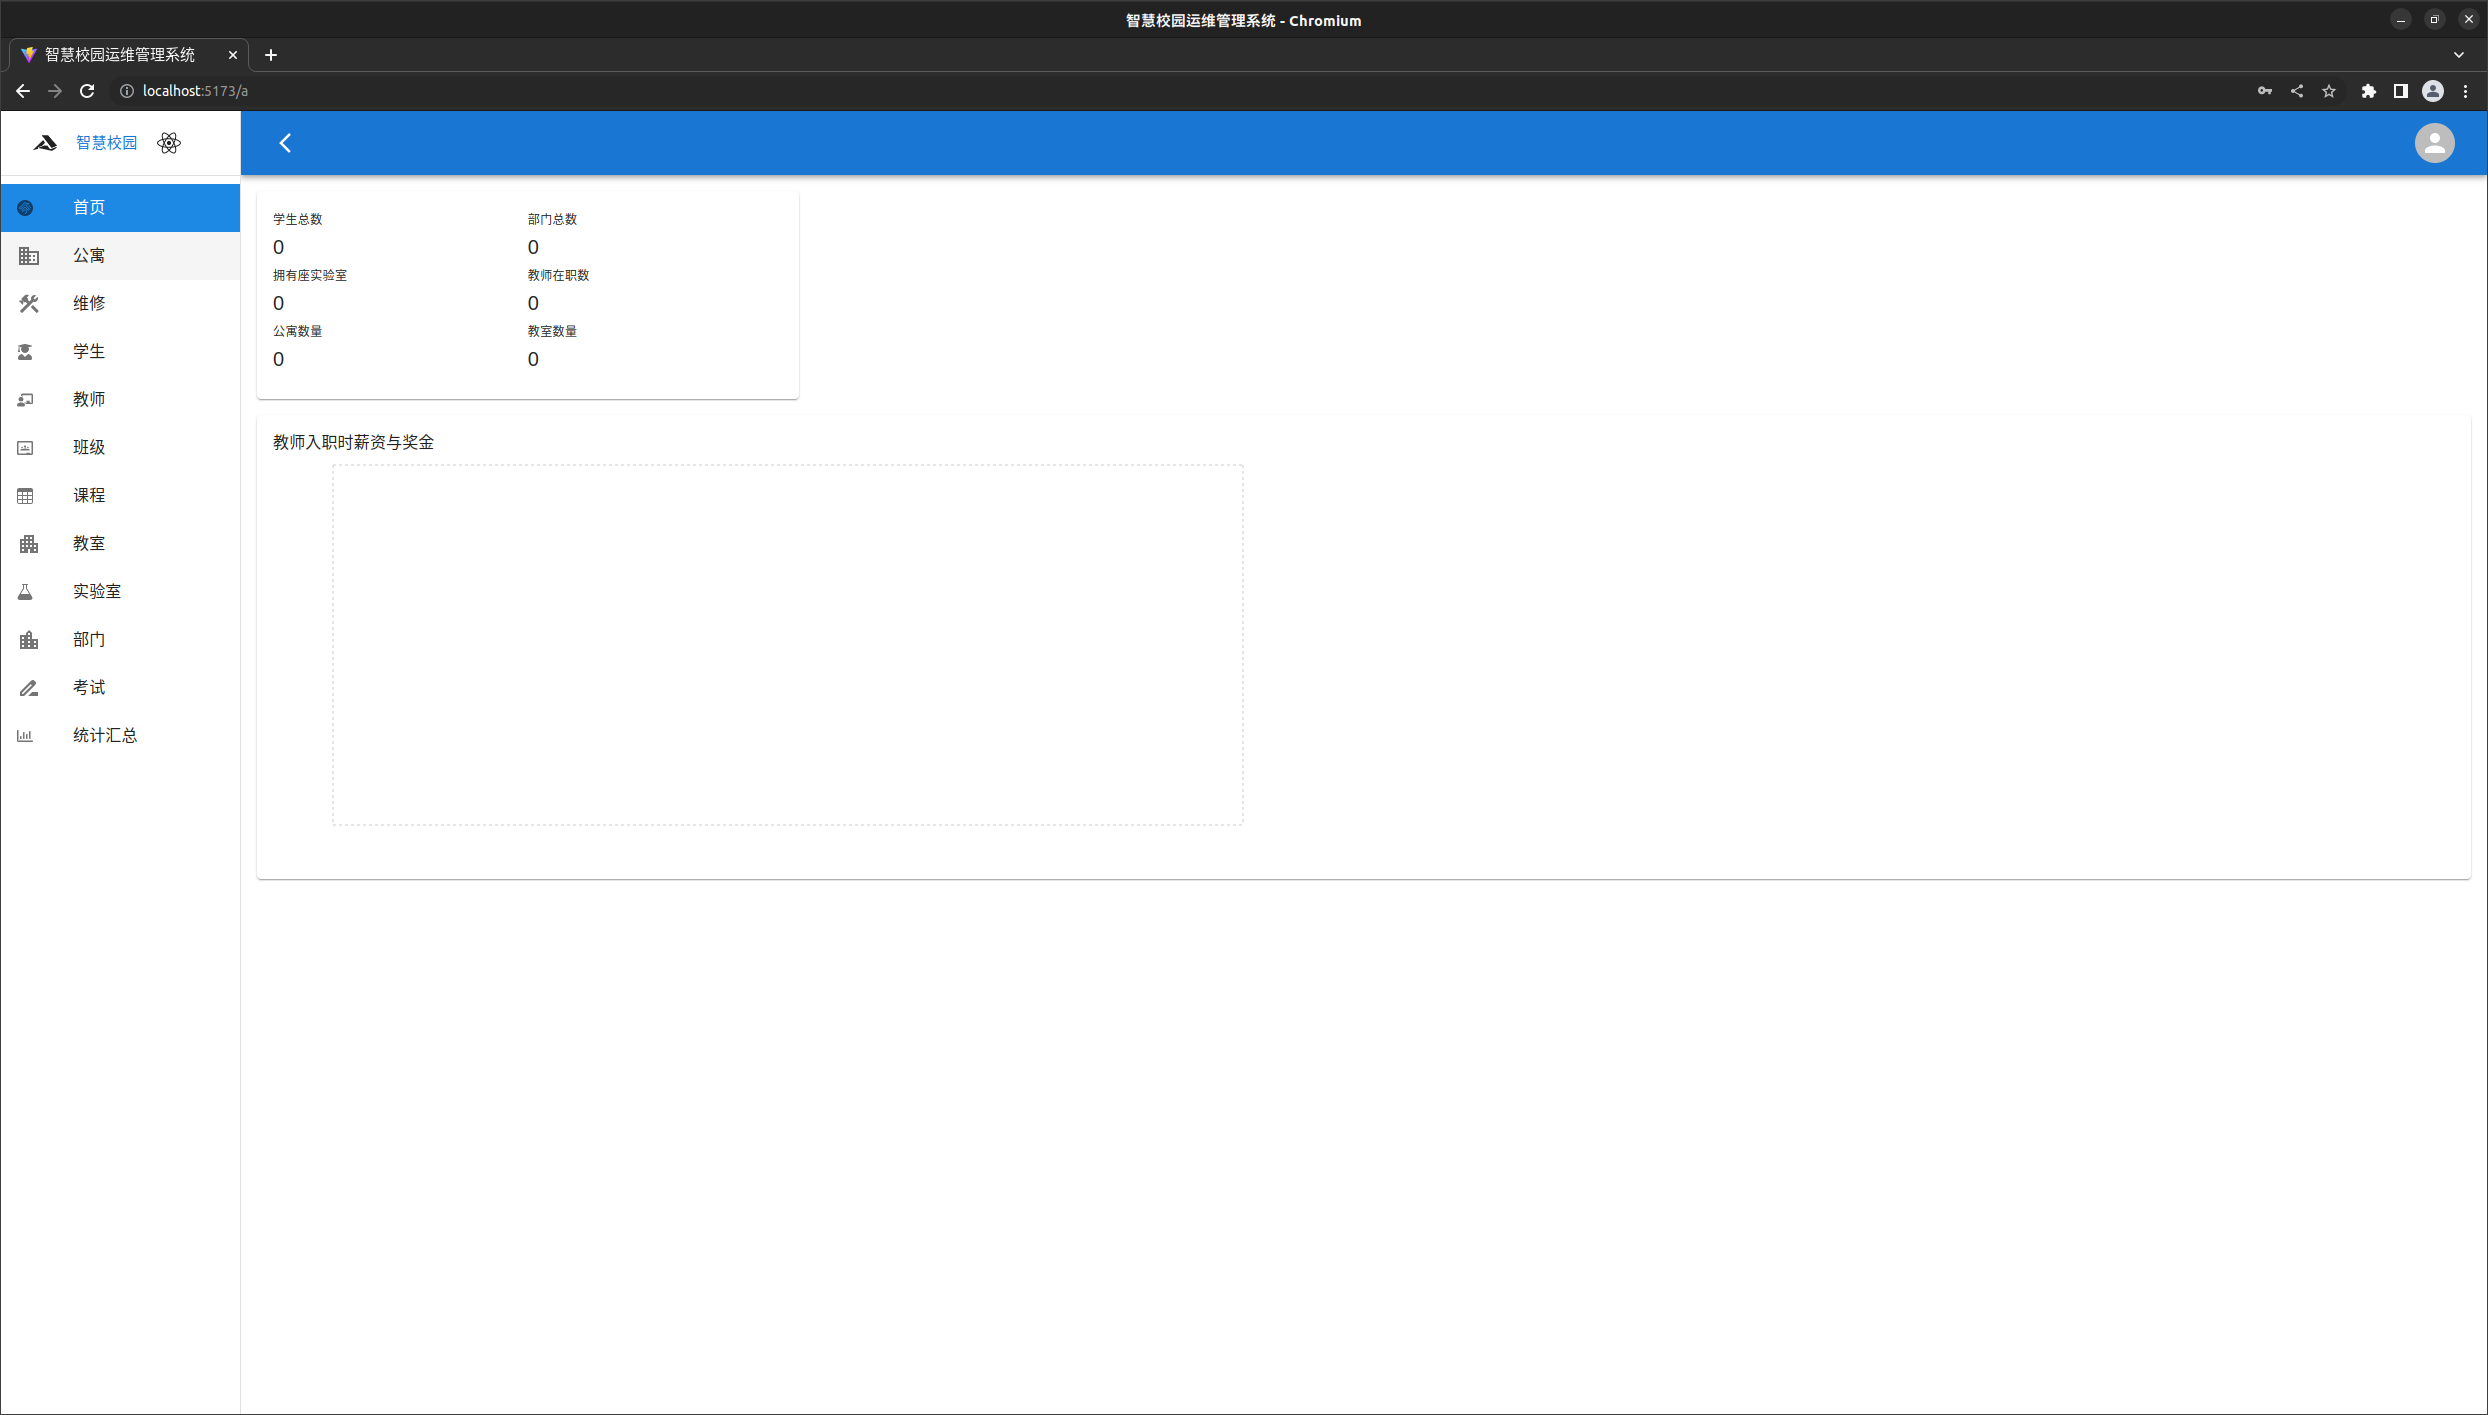 智慧校园运维管理系统 - Chromium
智慧校园运维管理系统
localhost:5173/a
智慧校园
首页
公寓
维修
学生
教师
班级
课程
教室
实验室
部门
考试
统计汇总
学生总数
部门总数
0
0
拥有座实验室
教师在职数
0
0
公寓数量
教室数量
0
0
教师入职时薪资与奖金